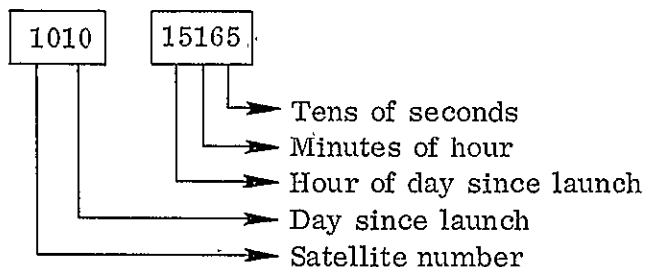 1010 15165
Tens of seconds
Minutes of hour
Hour of day since launch
Day since launch
Satellite number